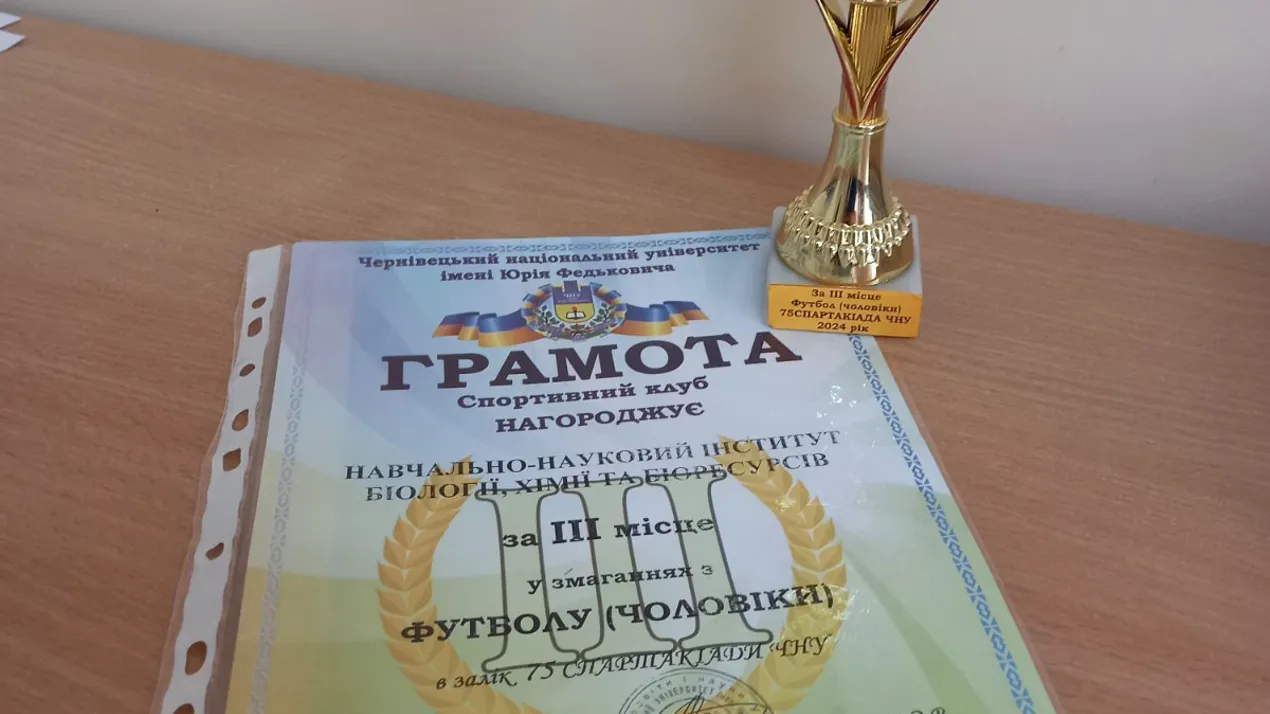 Чернівецький національний університет
імені Юрія Федьковича
ЧНУ
ГРАМОТА
Спортивний клуб
НАГОРОДЖУЄ
НАВЧАЛЬНО-НАУКОВИЙ ІНСТИТУТ
БІОЛОГІЇ, ХІМІЇ ТА БІОРЕСУРСІВ
за III місце
у змаганнях з
ФУТБОЛУ (ЧОЛОВІКИ)
в залік 75 СПАРТАКІАДИ ЧНУ
За III місце
Футбол (чоловіки)
75СПАРТАКІАДА ЧНУ
2024 рік